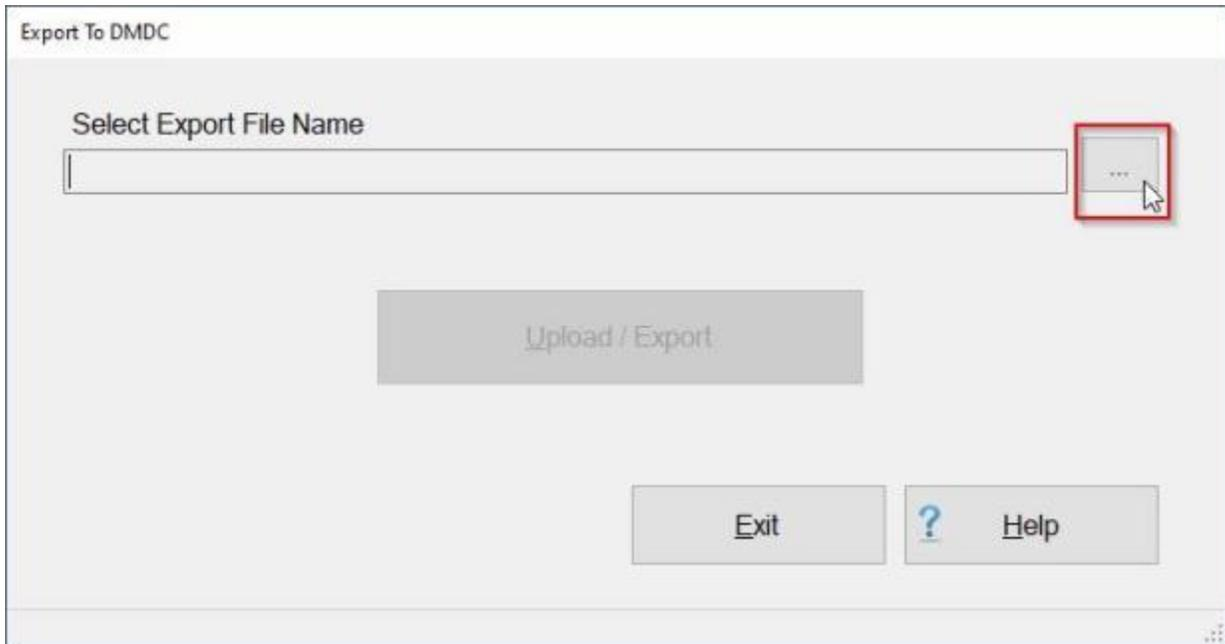 Export To DMDC
Select Export File Name
...
Upload / Export
Exit
? Help